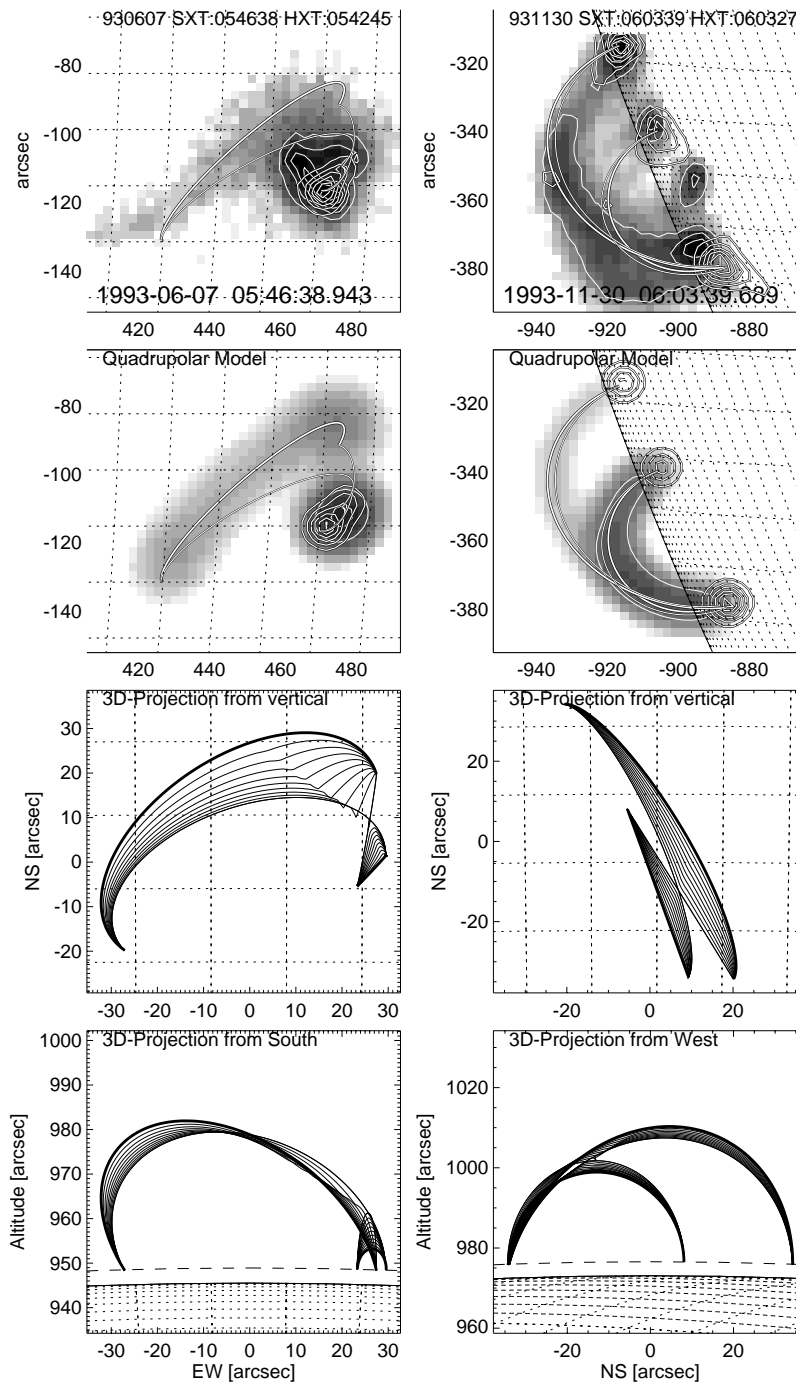 930607 SXT:054638 HXT:054245
arcsec
-80
-100
-120
-140
1993-06-07 05:46:38.943
420 440 460 480
931130 SXT:060339 HXT:060327
-320
-340
-360
-380
1993-11-30 06:03:39.689
-940 -920 -900 -880
Quadrupolar Model
-80
-100
-120
-140
420 440 460 480
Quadrupolar Model
-320
-340
-360
-380
-940 -920 -900 -880
3D-Projection from vertical
NS [arcsec]
30
20
10
0
-10
-20
-30 -20 -10 0 10 20 30
3D-Projection from vertical
NS [arcsec]
20
0
-20
-20 0 20
3D-Projection from South
Altitude [arcsec]
1000
990
980
970
960
950
940
-30 -20 -10 0 10 20 30
EW [arcsec]
3D-Projection from West
Altitude [arcsec]
1020
1000
980
960
-20 0 20
NS [arcsec]